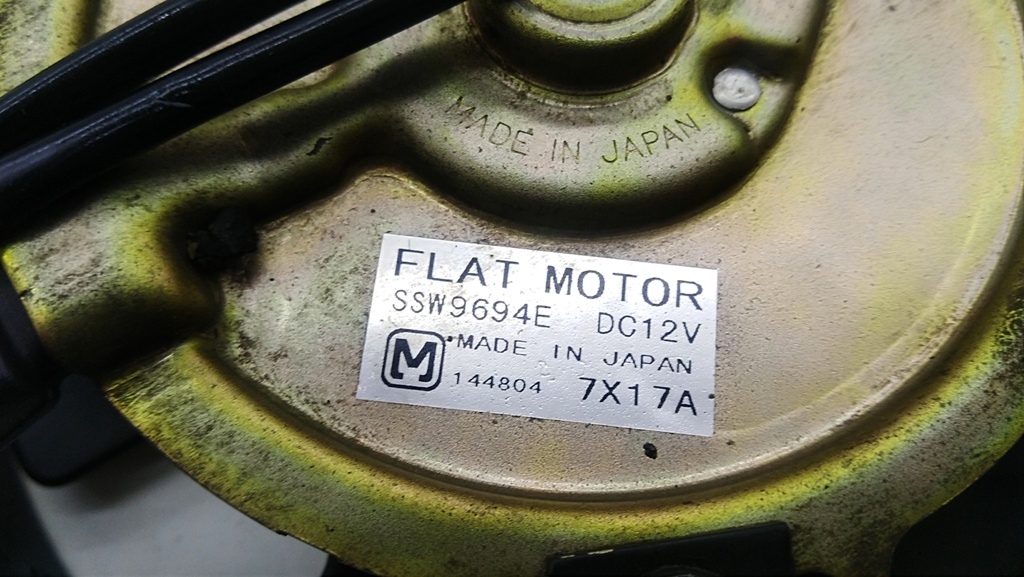 MADE IN JAPAN
FLAT MOTOR
SSW9694E DC12V
M MADE IN JAPAN
144804 7X17A